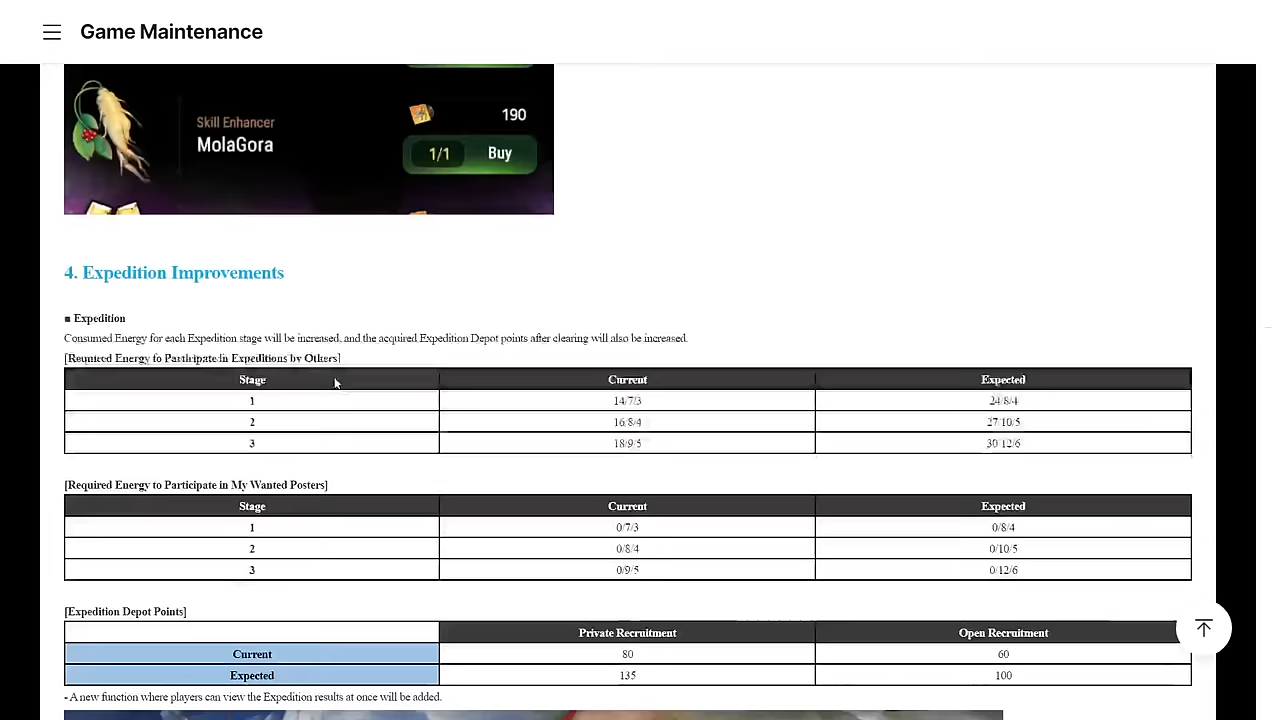 Game Maintenance
Skill Enhancer
MolaGora
190
1/1 Buy
4. Expedition Improvements
■ Expedition
Consumed Energy for each Expedition stage will be increased, and the acquired Expedition Depot points after clearing will also be increased.
[Required Energy to Participate in Expeditions by Others]
Stage Current Expected
1 14/7/3 24/8/4
2 16/8/4 27/10/5
3 18/9/5 30/12/6
[Required Energy to Participate in My Wanted Posters]
Stage Current Expected
1 0/7/3 0/8/4
2 0/8/4 0/10/5
3 0/9/5 0/12/6
[Expedition Depot Points]
Private Recruitment Open Recruitment
Current 80 60
Expected 135 100
- A new function where players can view the Expedition results at once will be added.